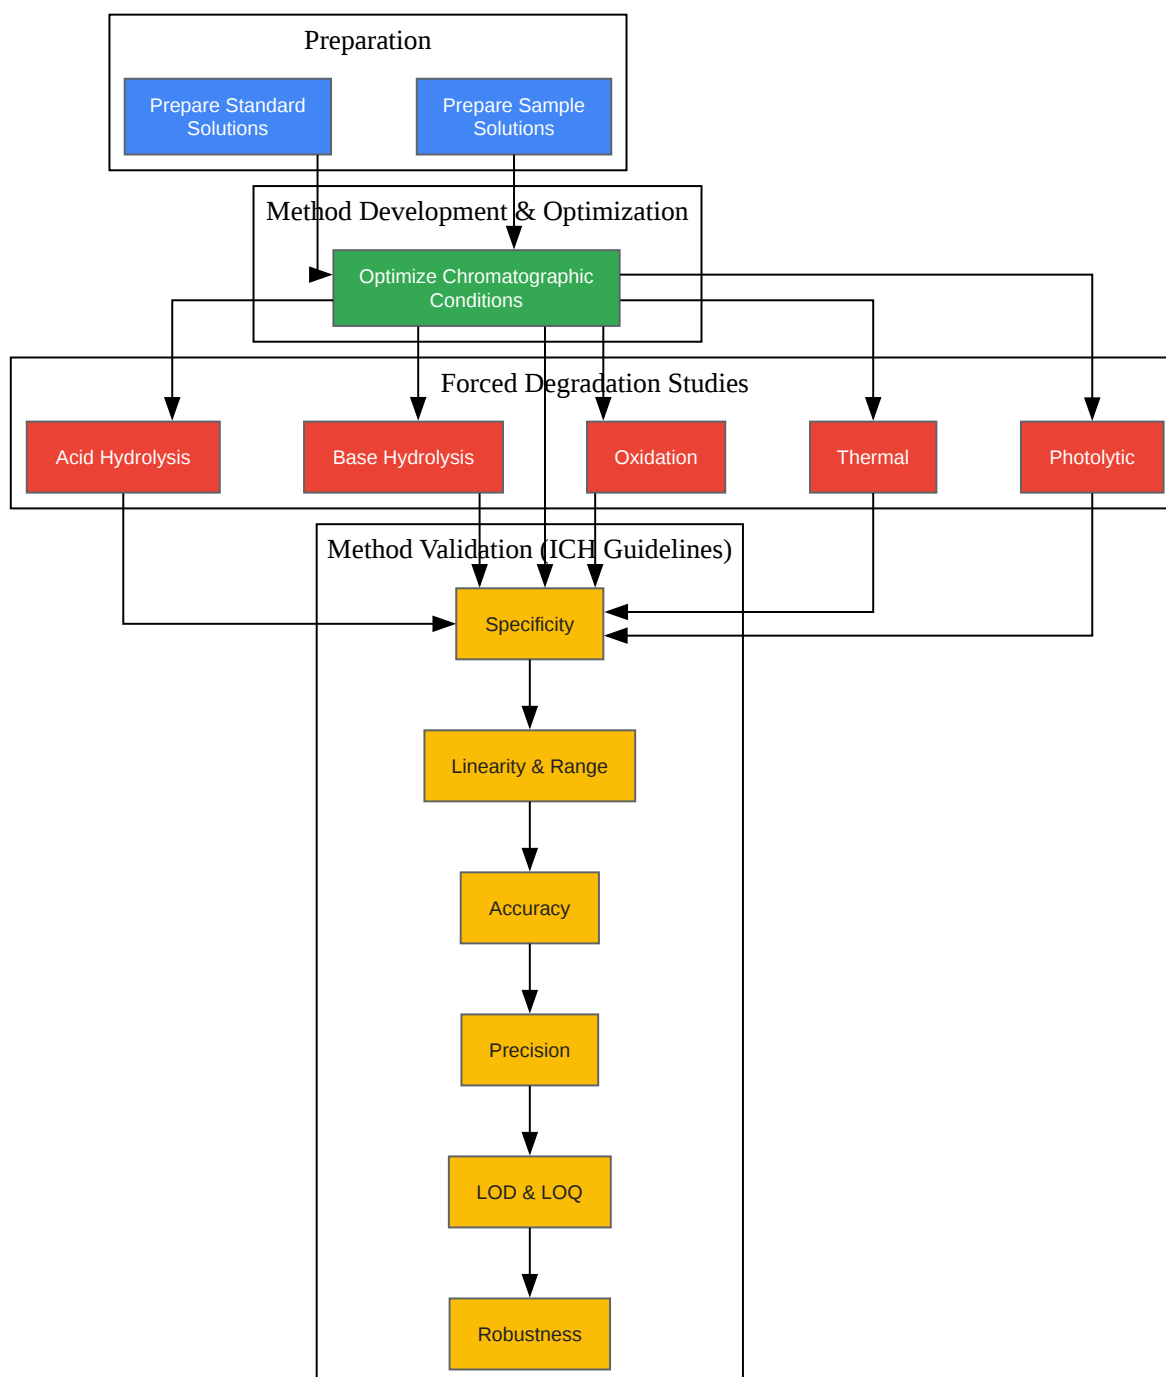 Preparation
Prepare Standard
Solutions
Prepare Sample
Solutions
Method Development & Optimization
Optimize Chromatographic
Conditions
Forced Degradation Studies
Acid Hydrolysis
Base Hydrolysis
Oxidation
Thermal
Photolytic
Method Validation (ICH Guidelines)
Specificity
Linearity & Range
Accuracy
Precision
LOD & LOQ
Robustness